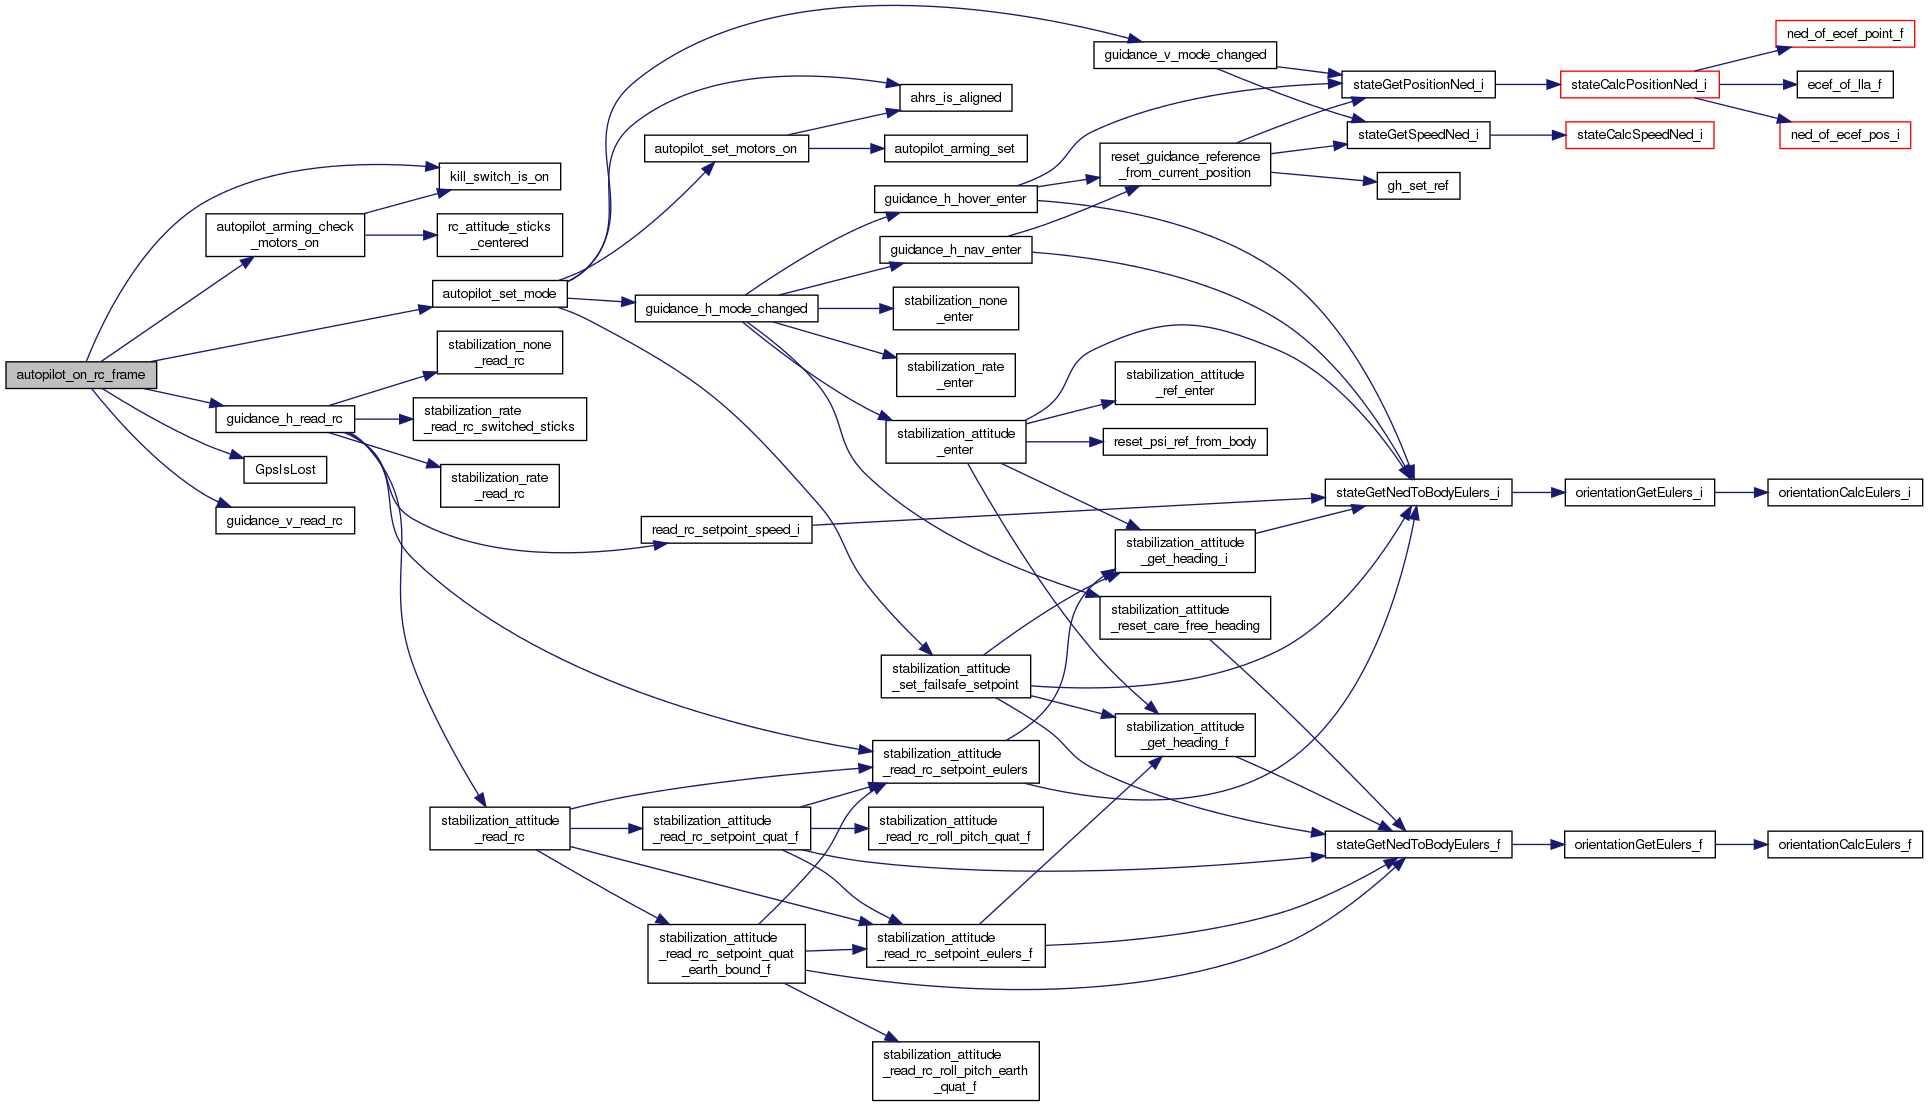 autopilot_on_rc_frame
kill_switch_is_on
autopilot_arming_check
_motors_on
rc_attitude_sticks
_centered
autopilot_set_mode
guidance_h_read_rc
GpsIsLost
guidance_v_read_rc
stabilization_none
_read_rc
stabilization_rate
_read_rc_switched_sticks
stabilization_rate
_read_rc
stabilization_attitude
_read_rc
autopilot_set_motors_on
guidance_h_mode_changed
read_rc_setpoint_speed_i
stabilization_attitude
_read_rc_setpoint_quat_f
stabilization_attitude
_read_rc_setpoint_quat
_earth_bound_f
ahrs_is_aligned
autopilot_arming_set
guidance_h_hover_enter
guidance_h_nav_enter
stabilization_none
_enter
stabilization_rate
_enter
stabilization_attitude
_enter
stabilization_attitude
_set_failsafe_setpoint
stabilization_attitude
_read_rc_setpoint_eulers
stabilization_attitude
_read_rc_roll_pitch_quat_f
stabilization_attitude
_read_rc_setpoint_eulers_f
stabilization_attitude
_read_rc_roll_pitch_earth
_quat_f
guidance_v_mode_changed
reset_guidance_reference
_from_current_position
stabilization_attitude
_ref_enter
reset_psi_ref_from_body
stabilization_attitude
_get_heading_i
stabilization_attitude
_reset_care_free_heading
stabilization_attitude
_get_heading_f
stateGetPositionNed_i
stateGetSpeedNed_i
gh_set_ref
stateGetNedToBodyEulers_i
stateGetNedToBodyEulers_f
stateCalcPositionNed_i
stateCalcSpeedNed_i
orientationGetEulers_i
orientationGetEulers_f
ned_of_ecef_point_f
ecef_of_lla_f
ned_of_ecef_pos_i
orientationCalcEulers_i
orientationCalcEulers_f